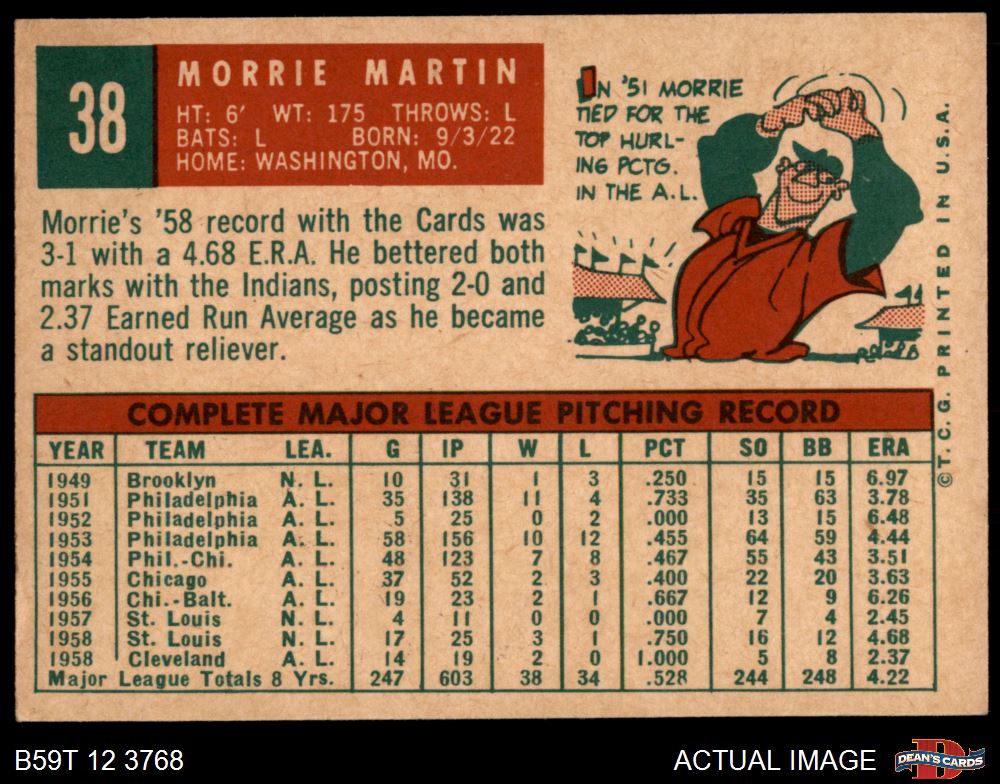 38
MORRIE MARTIN
HT: 6' WT: 175 THROWS: L
BATS: L BORN: 9/3/22
HOME: WASHINGTON, MO.
IN '51 MORRIE
TIED FOR THE
TOP HURL-
ING PCTG.
IN THE A.L.
Morrie's '58 record with the Cards was
3-1 with a 4.68 E.R.A. He bettered both
marks with the Indians, posting 2-0 and
2.37 Earned Run Average as he became
a standout reliever.
©T. C. G. PRINTED IN U.S.A.
COMPLETE MAJOR LEAGUE PITCHING RECORD
YEAR TEAM LEA. G IP W L PCT SO BB ERA
1949 Brooklyn N. L. 10 31 1 3 .250 15 15 6.97
1951 Philadelphia A. L. 35 138 11 4 .733 35 63 3.78
1952 Philadelphia A. L. 5 25 0 2 .000 13 15 6.48
1953 Philadelphia A. L. 58 156 10 12 .455 64 59 4.44
1954 Phil.-Chi. A. L. 48 123 7 8 .467 55 43 3.51
1955 Chicago A. L. 37 52 2 3 .400 22 20 3.63
1956 Chi.-Balt. A. L. 19 23 2 1 .667 12 9 6.26
1957 St. Louis N. L. 4 11 0 0 .000 7 4 2.45
1958 St. Louis N. L. 17 25 3 1 .750 16 12 4.68
1958 Cleveland A. L. 14 19 2 0 1.000 5 8 2.37
Major League Totals 8 Yrs. 247 603 38 34 .528 244 248 4.22
B59T 12 3768
ACTUAL IMAGE
DEAN'S CARDS